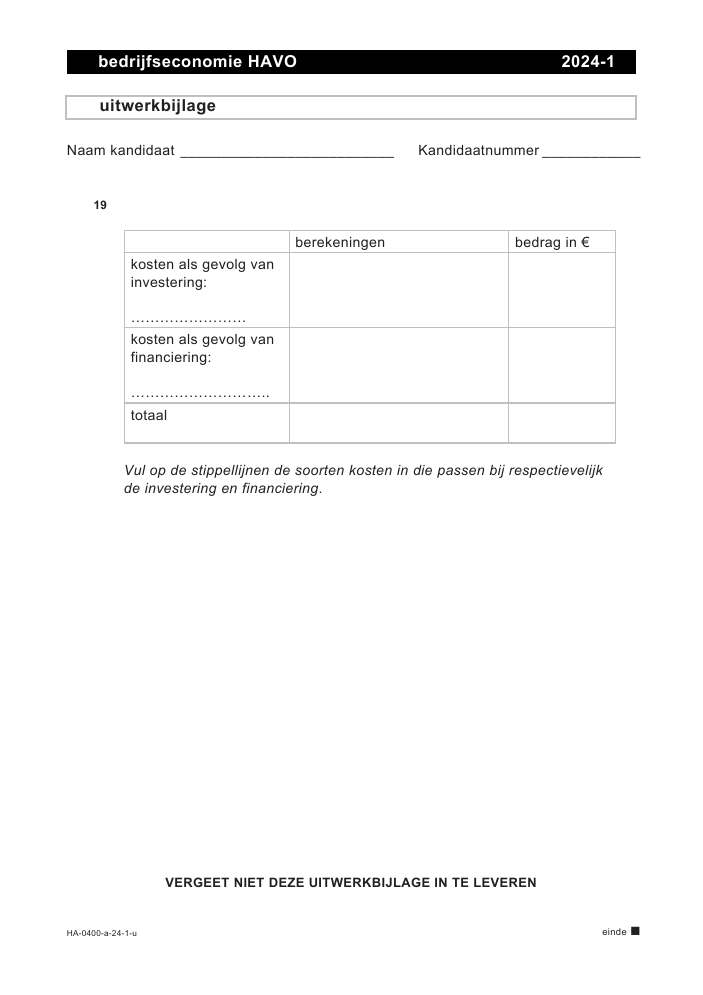 bedrijfseconomie HAVO 2024-1
uitwerkbijlage
Naam kandidaat __________________________ Kandidaatnummer ____________
19
berekeningen bedrag in €
kosten als gevolg van
investering:
……………………
kosten als gevolg van
financiering:
………………………..
totaal
Vul op de stippellijnen de soorten kosten in die passen bij respectievelijk
de investering en financiering.
VERGEET NIET DEZE UITWERKBIJLAGE IN TE LEVEREN
HA-0400-a-24-1-u einde ■